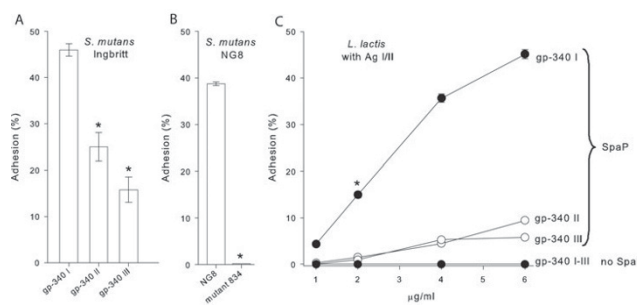 A
S. mutans
Ingbritt
Adhesion (%)
50
40
30
20
10
0
*
*
gp-340 I
gp-340 II
gp-340 III
B
S. mutans
NG8
Adhesion (%)
50
40
30
20
10
0
*
NG8
mutant 834
C
L. lactis
with Ag I/II
Adhesion (%)
50
40
30
20
10
0
*
1
2
3
4
5
6
µg/ml
gp-340 I
SpaP
gp-340 II
gp-340 III
gp-340 I-III no Spa